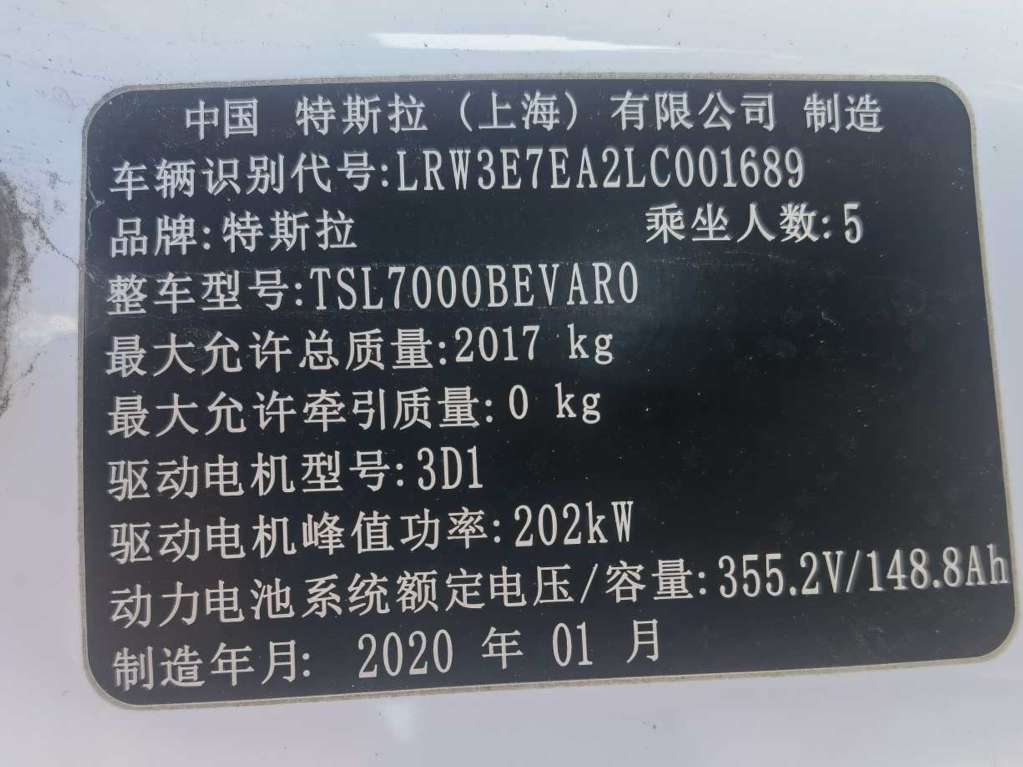 中国 特斯拉（上海）有限公司 制造
车辆识别代号:LRW3E7EA2LC001689
品牌:特斯拉 乘坐人数:5
整车型号:TSL7000BEVAR0
最大允许总质量:2017 kg
最大允许牵引质量:0 kg
驱动电机型号:3D1
驱动电机峰值功率:202kW
动力电池系统额定电压/容量:355.2V/148.8Ah
制造年月: 2020 年 01 月